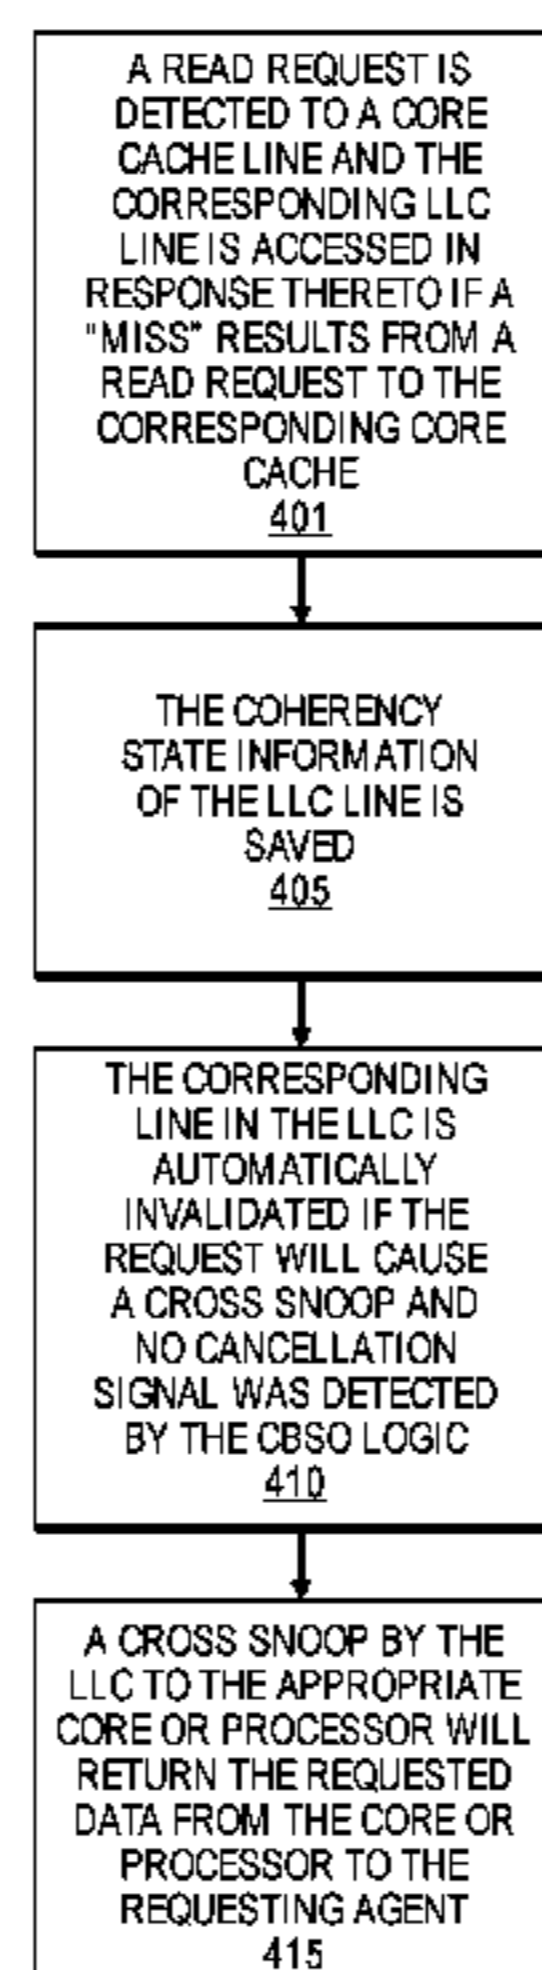 A READ REQUEST IS
DETECTED TO A CORE
CACHE LINE AND THE
CORRESPONDING LLC
LINE IS ACCESSED IN
RESPONSE THERETO IF A
"MISS" RESULTS FROM A
READ REQUEST TO THE
CORRESPONDING CORE
CACHE
401
THE COHERENCY
STATE INFORMATION
OF THE LLC LINE IS
SAVED
405
THE CORRESPONDING
LINE IN THE LLC IS
AUTOMATICALLY
INVALIDATED IF THE
REQUEST WILL CAUSE
A CROSS SNOOP AND
NO CANCELLATION
SIGNAL WAS DETECTED
BY THE CBSO LOGIC
410
A CROSS SNOOP BY THE
LLC TO THE APPROPRIATE
CORE OR PROCESSOR WILL
RETURN THE REQUESTED
DATA FROM THE CORE OR
PROCESSOR TO THE
REQUESTING AGENT
415